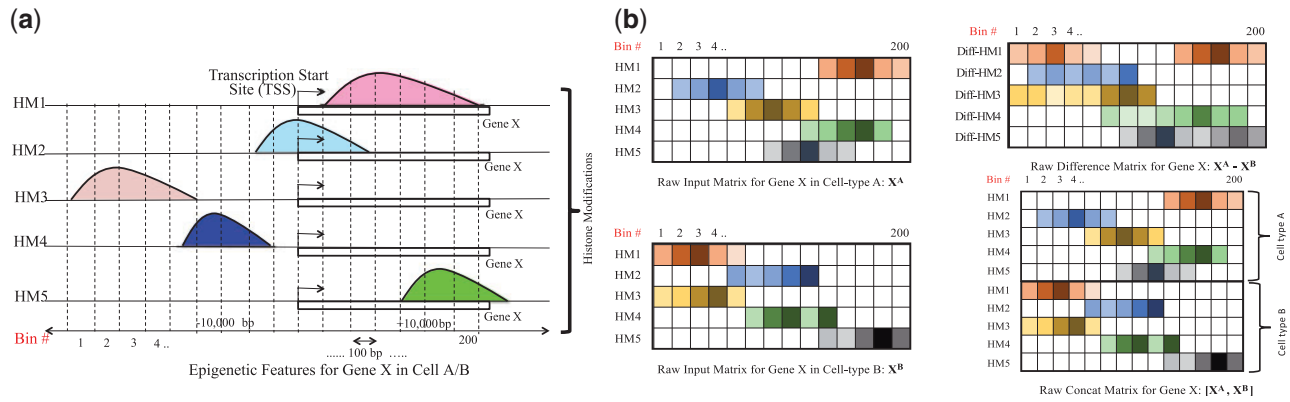 (a)
Transcription Start
Site (TSS)
HM1
Gene X
HM2
Gene X
HM3
Gene X
HM4
Gene X
HM5
Gene X
Histone Modifications
-10,000 bp
+10,000bp
Bin #
1 2 3 4 ..
...... 100 bp .....
200
Epigenetic Features for Gene X in Cell A/B
(b)
Bin #
1 2 3 4 .. 200
HM1
HM2
HM3
HM4
HM5
Raw Input Matrix for Gene X in Cell-type A: X^A
Bin #
1 2 3 4 .. 200
HM1
HM2
HM3
HM4
HM5
Raw Input Matrix for Gene X in Cell-type B: X^B
Bin # 1 2 3 4 .. 200
Diff-HM1
Diff-HM2
Diff-HM3
Diff-HM4
Diff-HM5
Raw Difference Matrix for Gene X: X^A - X^B
Bin #
1 2 3 4 .. 200
HM1
HM2
HM3
HM4
HM5
Cell type A
HM1
HM2
HM3
HM4
HM5
Cell type B
Raw Concat Matrix for Gene X: [X^A, X^B]